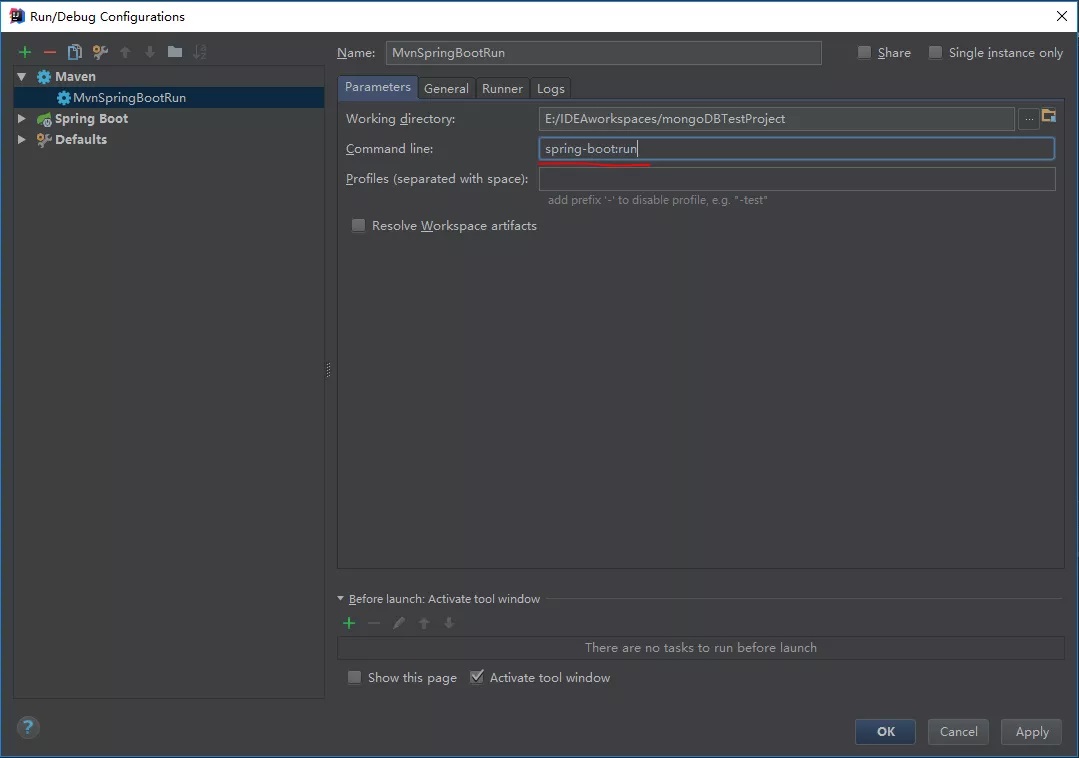 Run/Debug Configurations
Name: MvnSpringBootRun Share Single instance only
Maven
MvnSpringBootRun
Spring Boot
Defaults
Parameters General Runner Logs
Working directory: E:/IDEAworkspaces/mongoDBTestProject ...
Command line: spring-boot:run
Profiles (separated with space):
add prefix '-' to disable profile, e.g. "-test"
Resolve Workspace artifacts
Before launch: Activate tool window
There are no tasks to run before launch
Show this page Activate tool window
? OK Cancel Apply